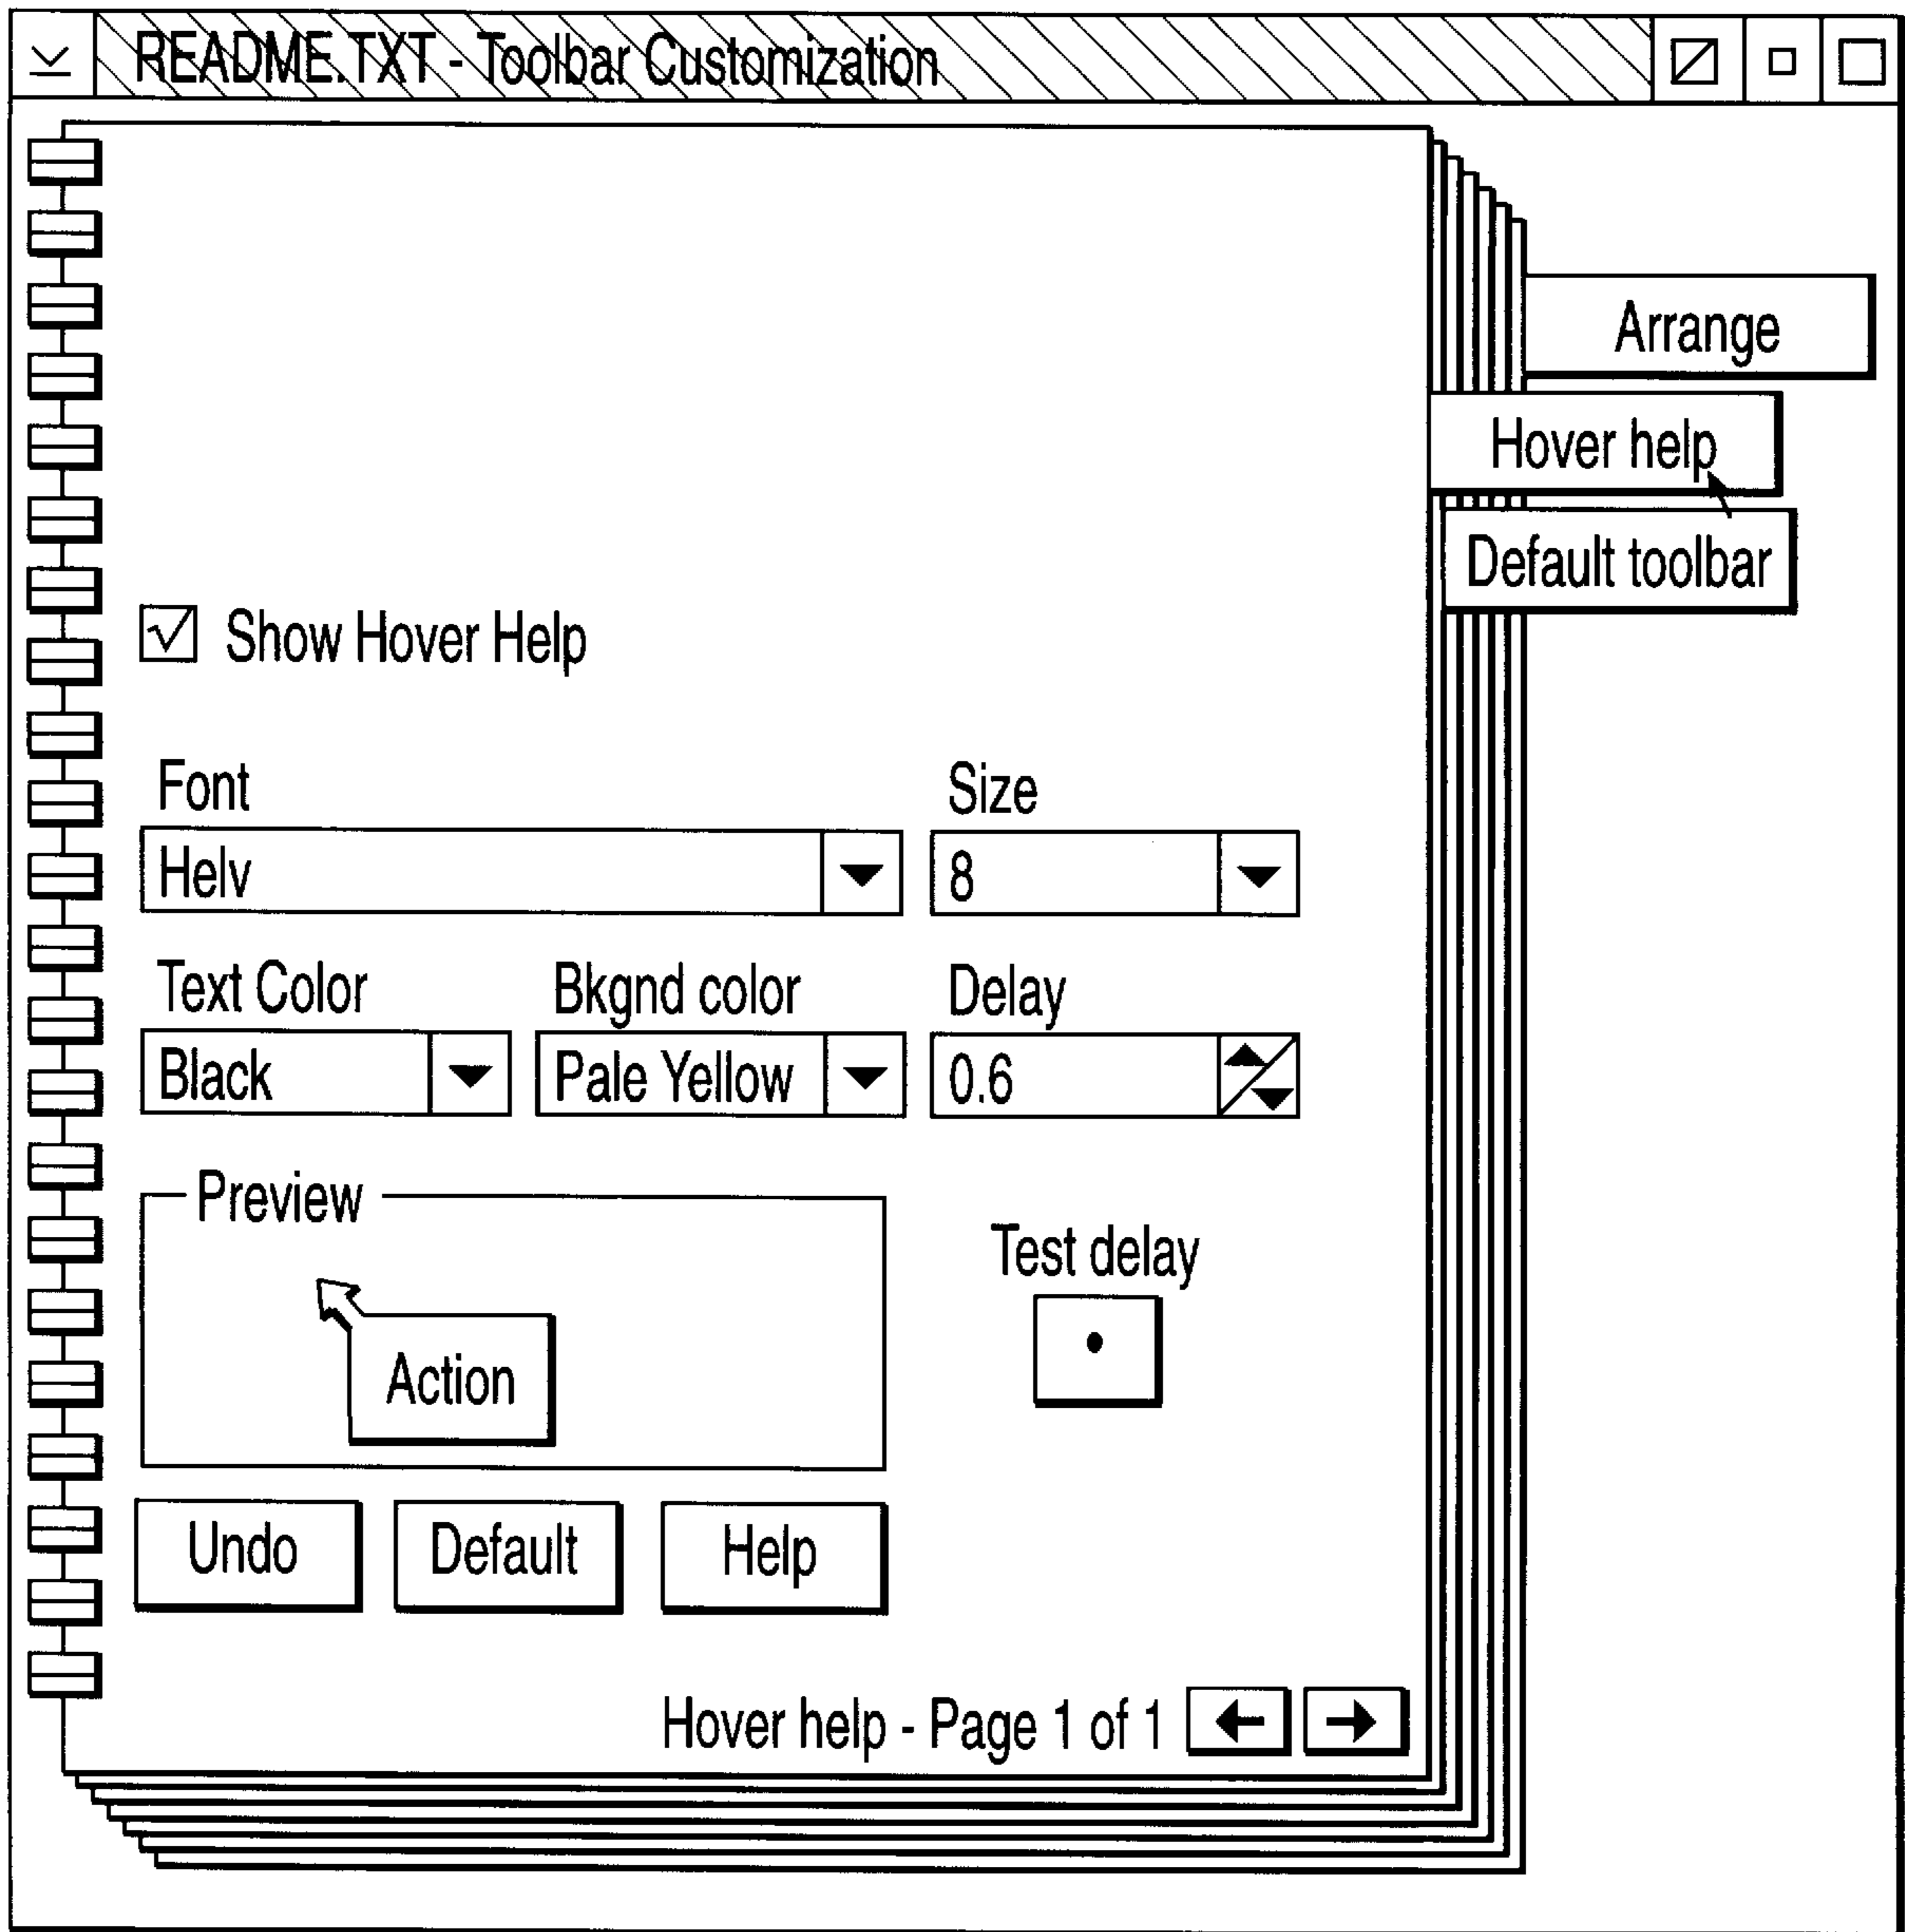 README.TXT - Toolbar Customization
Arrange
Hover help
Default toolbar
Show Hover Help
Font
Size
Helv
8
Text Color
Bkgnd color
Delay
Black
Pale Yellow
0.6
Preview
Test delay
Action
Undo
Default
Help
Hover help - Page 1 of 1